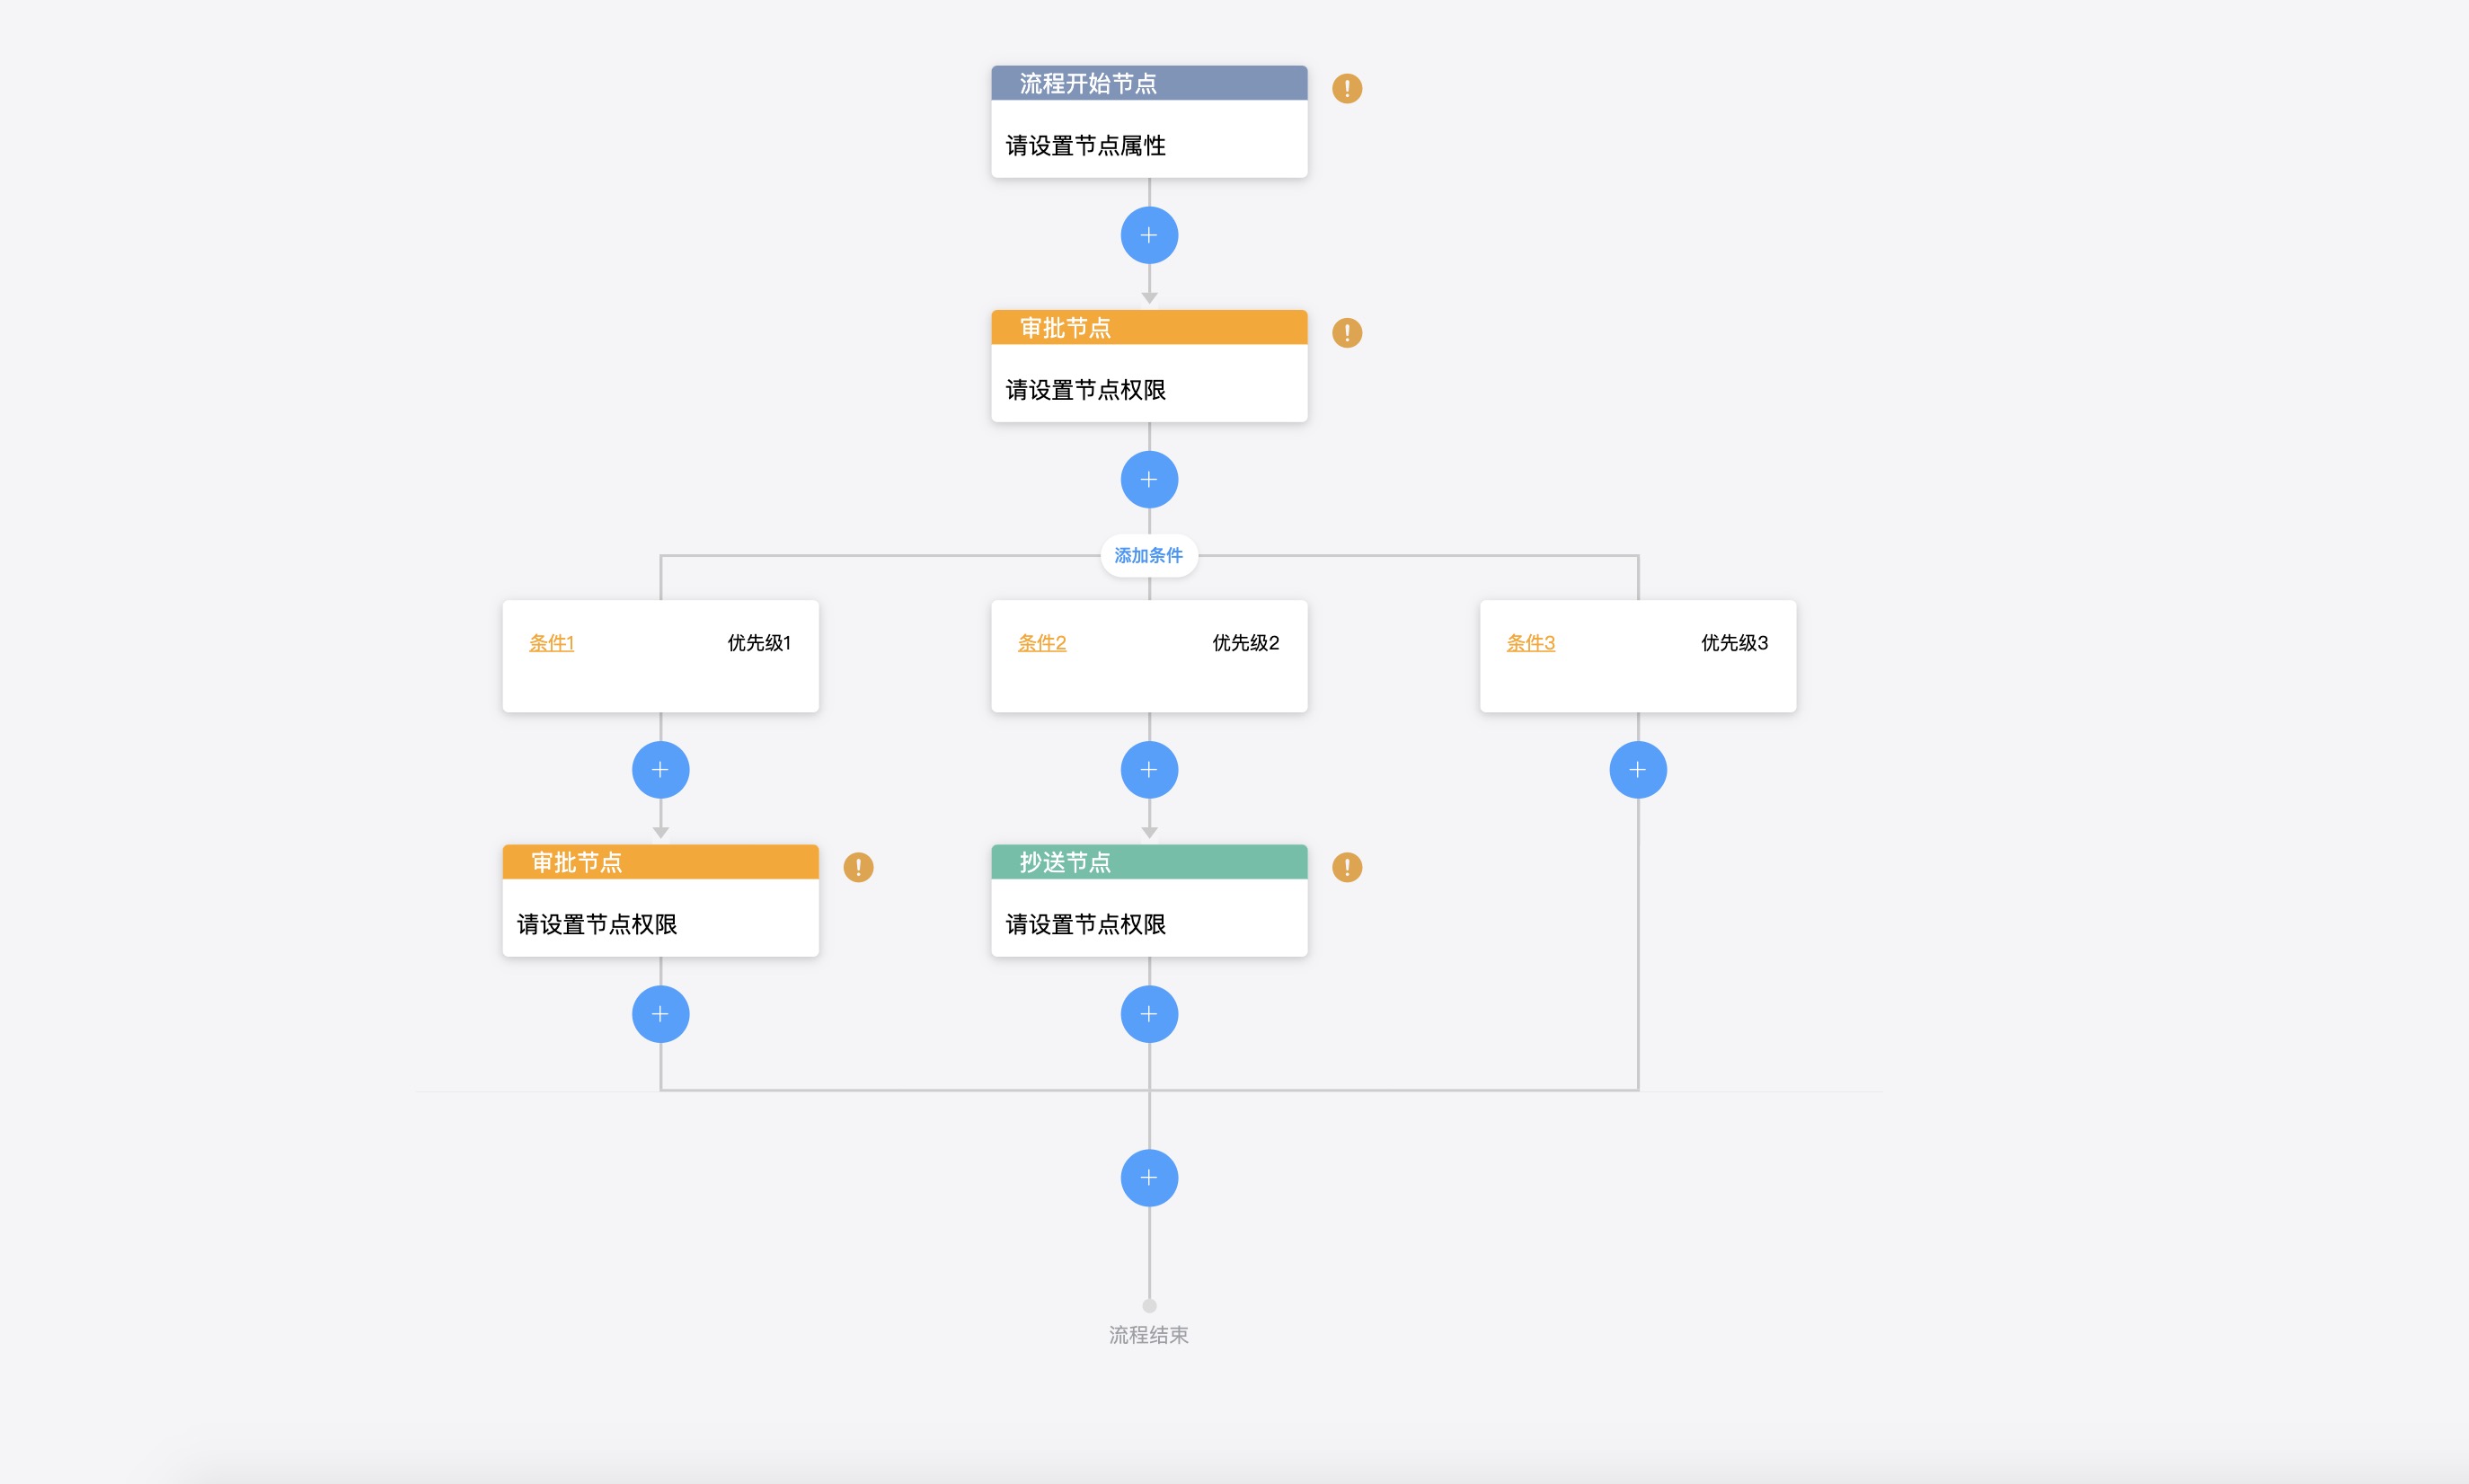 流程开始节点
请设置节点属性
审批节点
请设置节点权限
添加条件
条件1 优先级1
条件2 优先级2
条件3 优先级3
审批节点
请设置节点权限
抄送节点
请设置节点权限
流程结束